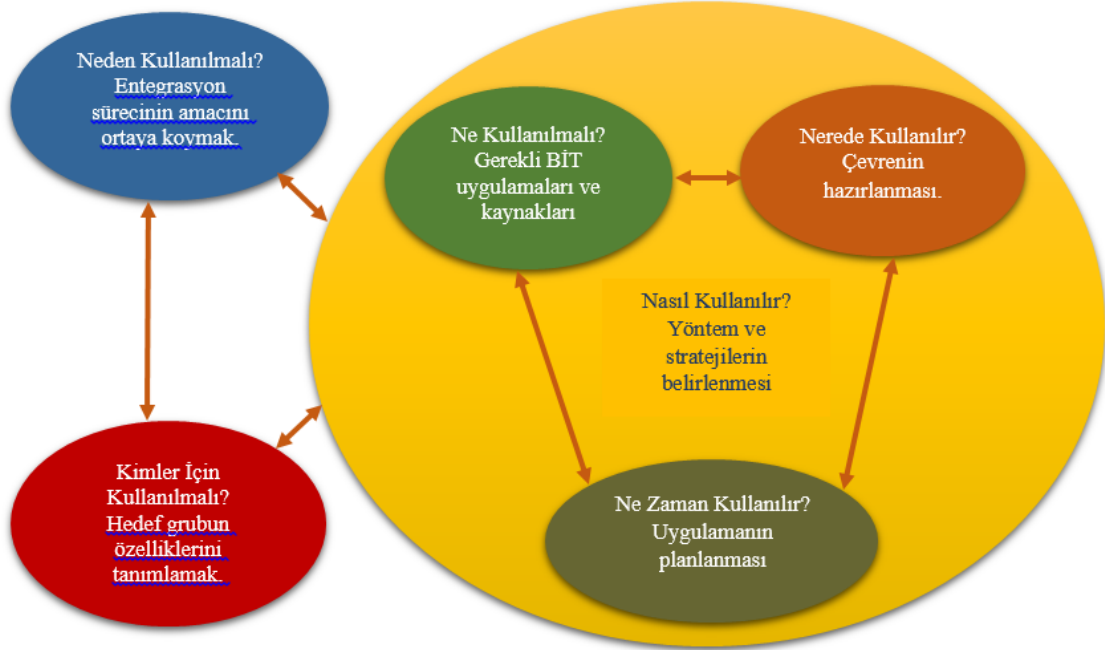 Neden Kullanılmalı?
Entegrasyon
sürecinin amacını
ortaya koymak.
Ne Kullanılmalı?
Gerekli BİT
uygulamaları ve
kaynakları
Nerede Kullanılır?
Çevrenin
hazırlanması.
Nasıl Kullanılır?
Yöntem ve
stratejilerin
belirlenmesi
Kimler İçin
Kullanılmalı?
Hedef grubun
özelliklerini
tanımlamak.
Ne Zaman Kullanılır?
Uygulamanın
planlanması